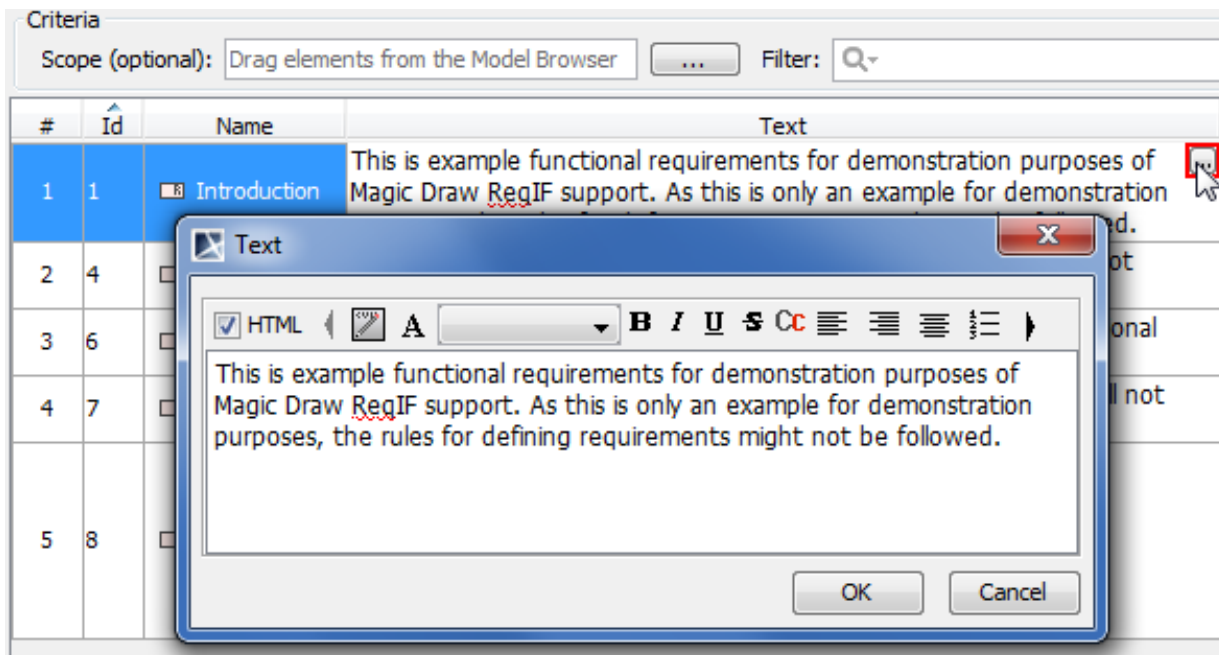 Criteria
Scope (optional): Drag elements from the Model Browser ... Filter:
# Id Name Text
1 1 Introduction This is example functional requirements for demonstration purposes of
Magic Draw ReqIF support. As this is only an example for demonstration
Text
2 4 not
HTML A B I U S Cc
3 6 onal
This is example functional requirements for demonstration purposes of
Magic Draw ReqIF support. As this is only an example for demonstration
purposes, the rules for defining requirements might not be followed.
4 7 not
5 8
OK Cancel